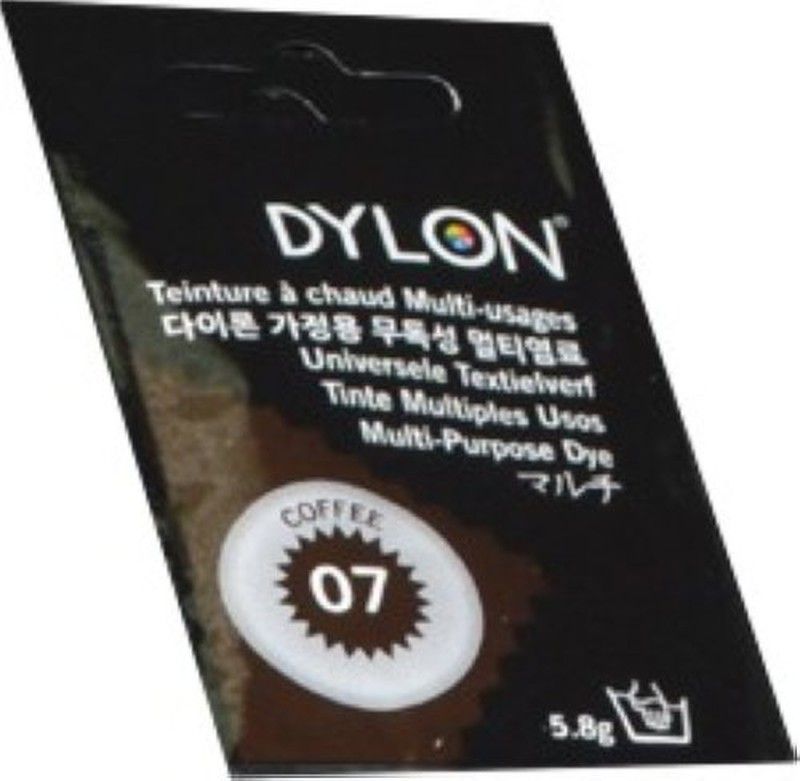 DYLON®
Teinture à chaud Multi-usages
다이론 가정용 무독성 멀티염료
Universele Textielverf
Tinte Multiples Usos
Multi-Purpose Dye
マルチ
COFFEE
07
5.8g